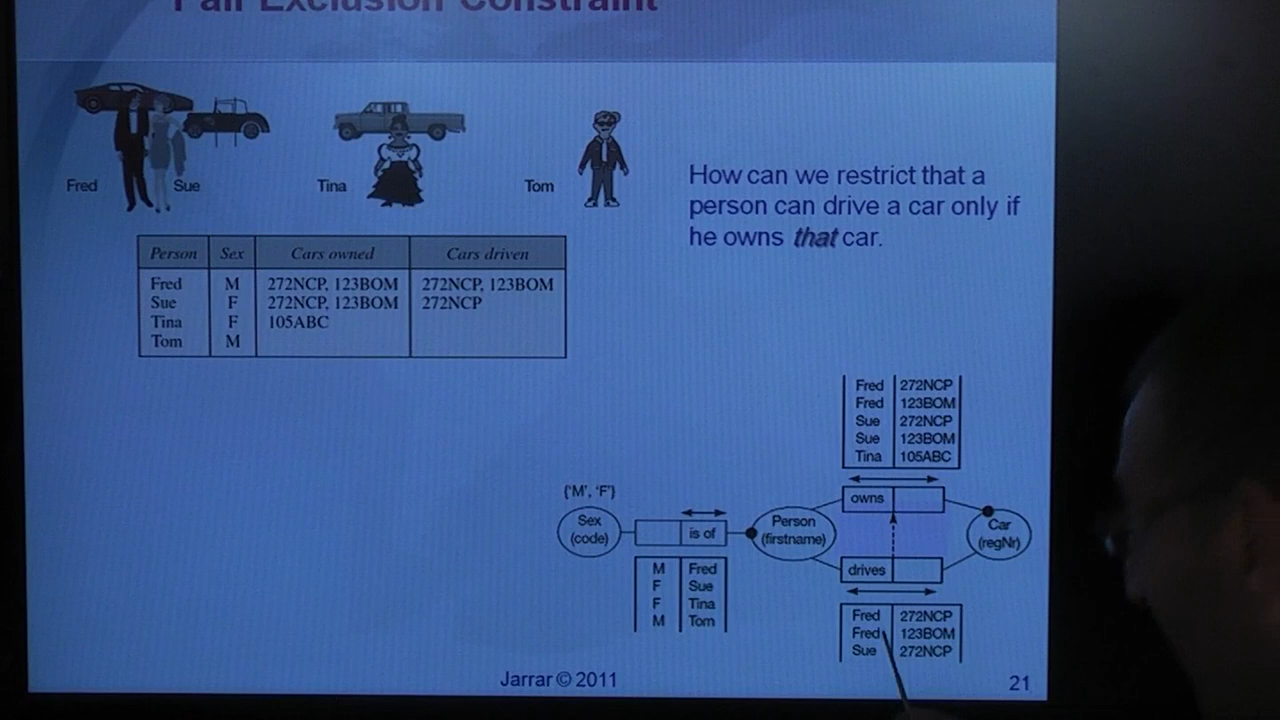 Pair Exclusion Constraint
Fred
Sue
Tina
Tom
How can we restrict that a
person can drive a car only if
he owns that car.
Person Sex Cars owned Cars driven
Fred M 272NCP, 123BOM 272NCP, 123BOM
Sue F 272NCP, 123BOM 272NCP
Tina F 105ABC
Tom M
Fred 272NCP
Fred 123BOM
Sue 272NCP
Sue 123BOM
Tina 105ABC
{'M', 'F'}
Sex
(code)
is of
Person
(firstname)
owns
drives
Car
(regNr)
M Fred
F Sue
F Tina
M Tom
Fred 272NCP
Fred 123BOM
Sue 272NCP
Jarrar © 2011
21